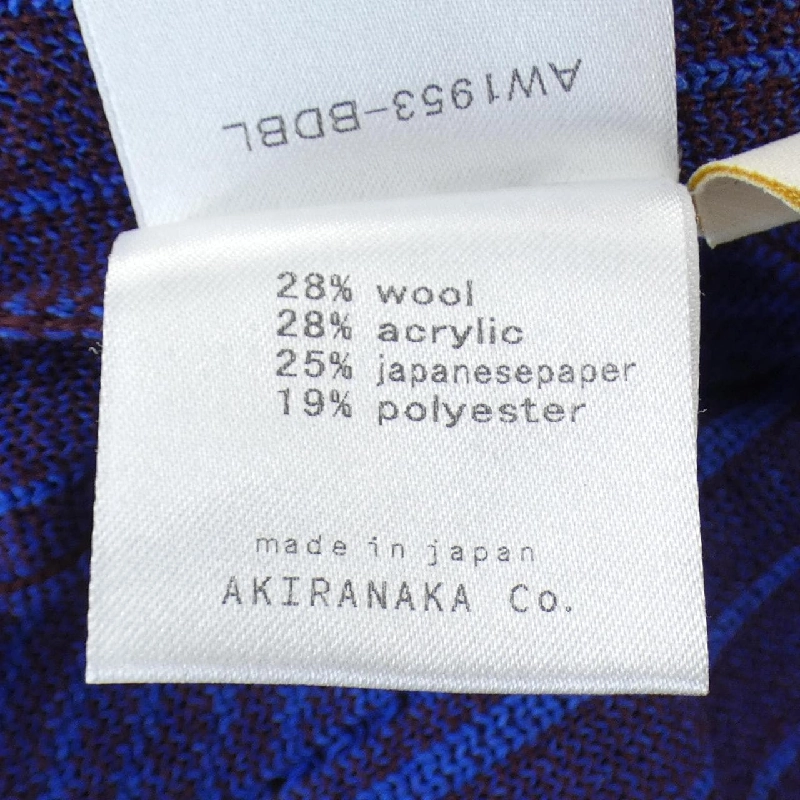 AW1953-BDBL
28% wool
28% acrylic
25% japanesepaper
19% polyester
made in japan
AKIRANAKA Co.